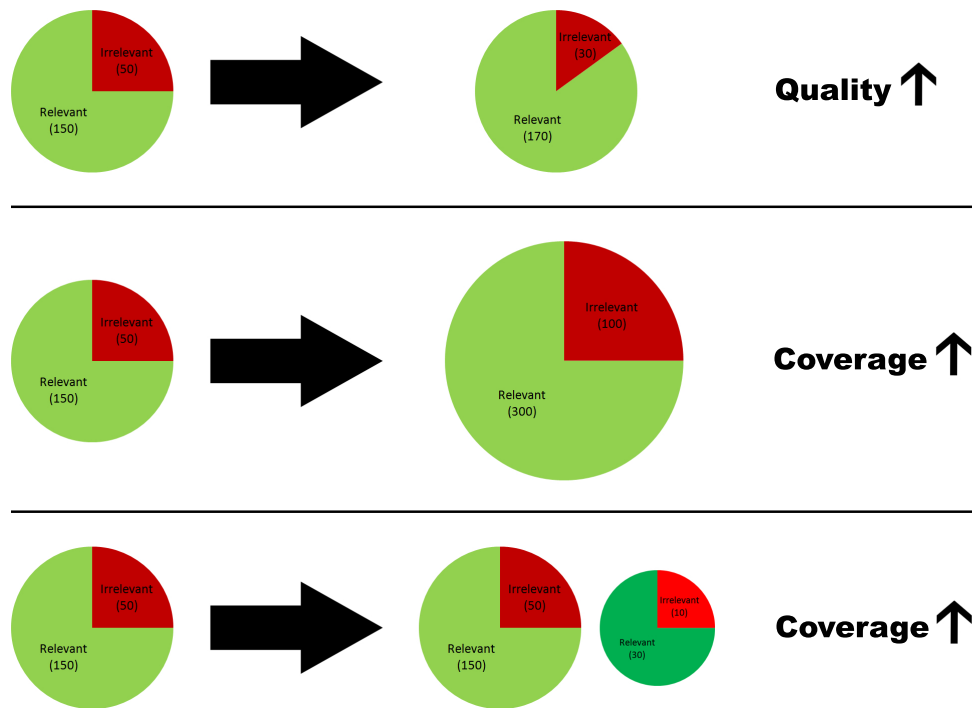 Irrelevant
(50)
Relevant
(150)
Irrelevant
(30)
Relevant
(170)
Quality ↑
Irrelevant
(50)
Relevant
(150)
Irrelevant
(100)
Relevant
(300)
Coverage ↑
Irrelevant
(50)
Relevant
(150)
Irrelevant
(50)
Relevant
(150)
Irrelevant
(10)
Relevant
(30)
Coverage ↑